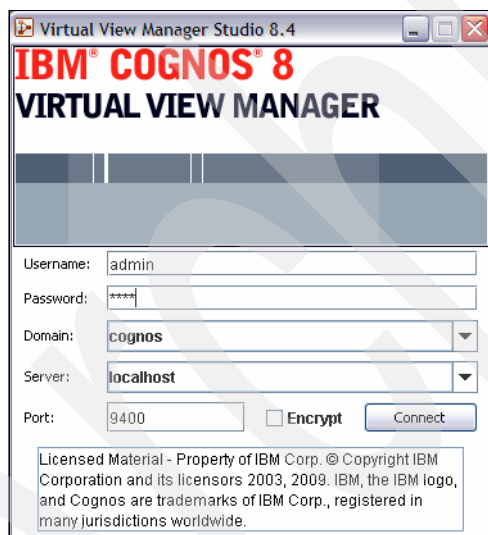 Virtual View Manager Studio 8.4
IBM® COGNOS® 8
VIRTUAL VIEW MANAGER
Username: admin
Password: ****
Domain: cognos
Server: localhost
Port: 9400 Encrypt Connect
Licensed Material - Property of IBM Corp. © Copyright IBM
Corporation and its licensors 2003, 2009. IBM, the IBM logo,
and Cognos are trademarks of IBM Corp., registered in
many jurisdictions worldwide.